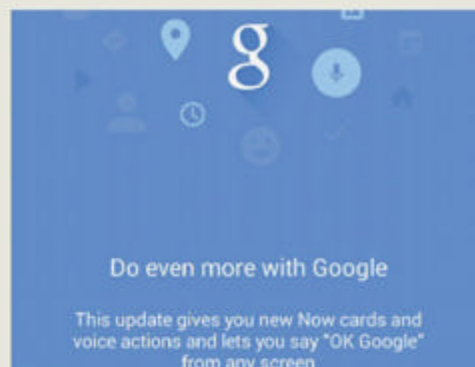 g
Do even more with Google
This update gives you new Now cards and
voice actions and lets you say "OK Google"
from any screen